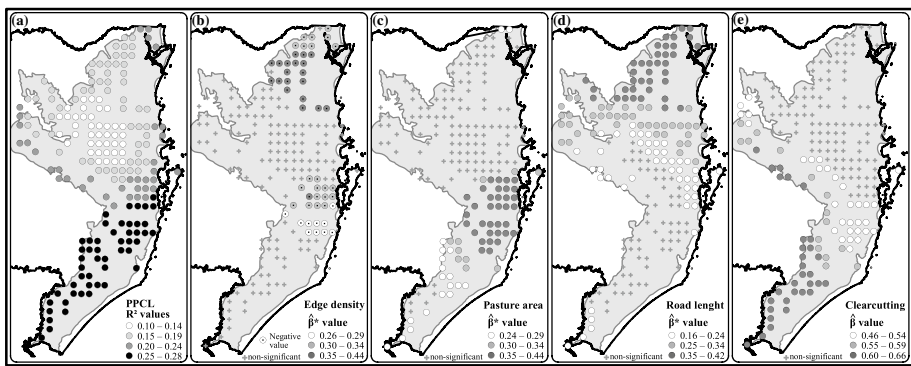 (a)
PPCL
R² values
0.10 – 0.14
0.15 – 0.19
0.20 – 0.24
0.25 – 0.28
(b)
Edge density
β̂* value
Negative value
0.26 – 0.29
0.30 – 0.34
0.35 – 0.44
+non-significant
(c)
Pasture area
β̂* value
0.24 – 0.29
0.30 – 0.34
0.35 – 0.44
+non-significant
(d)
Road lenght
β̂* value
0.16 – 0.24
0.25 – 0.34
0.35 – 0.42
+non-significant
(e)
Clearcutting
β̂ value
0.46 – 0.54
0.55 – 0.59
0.60 – 0.66
+non-significant